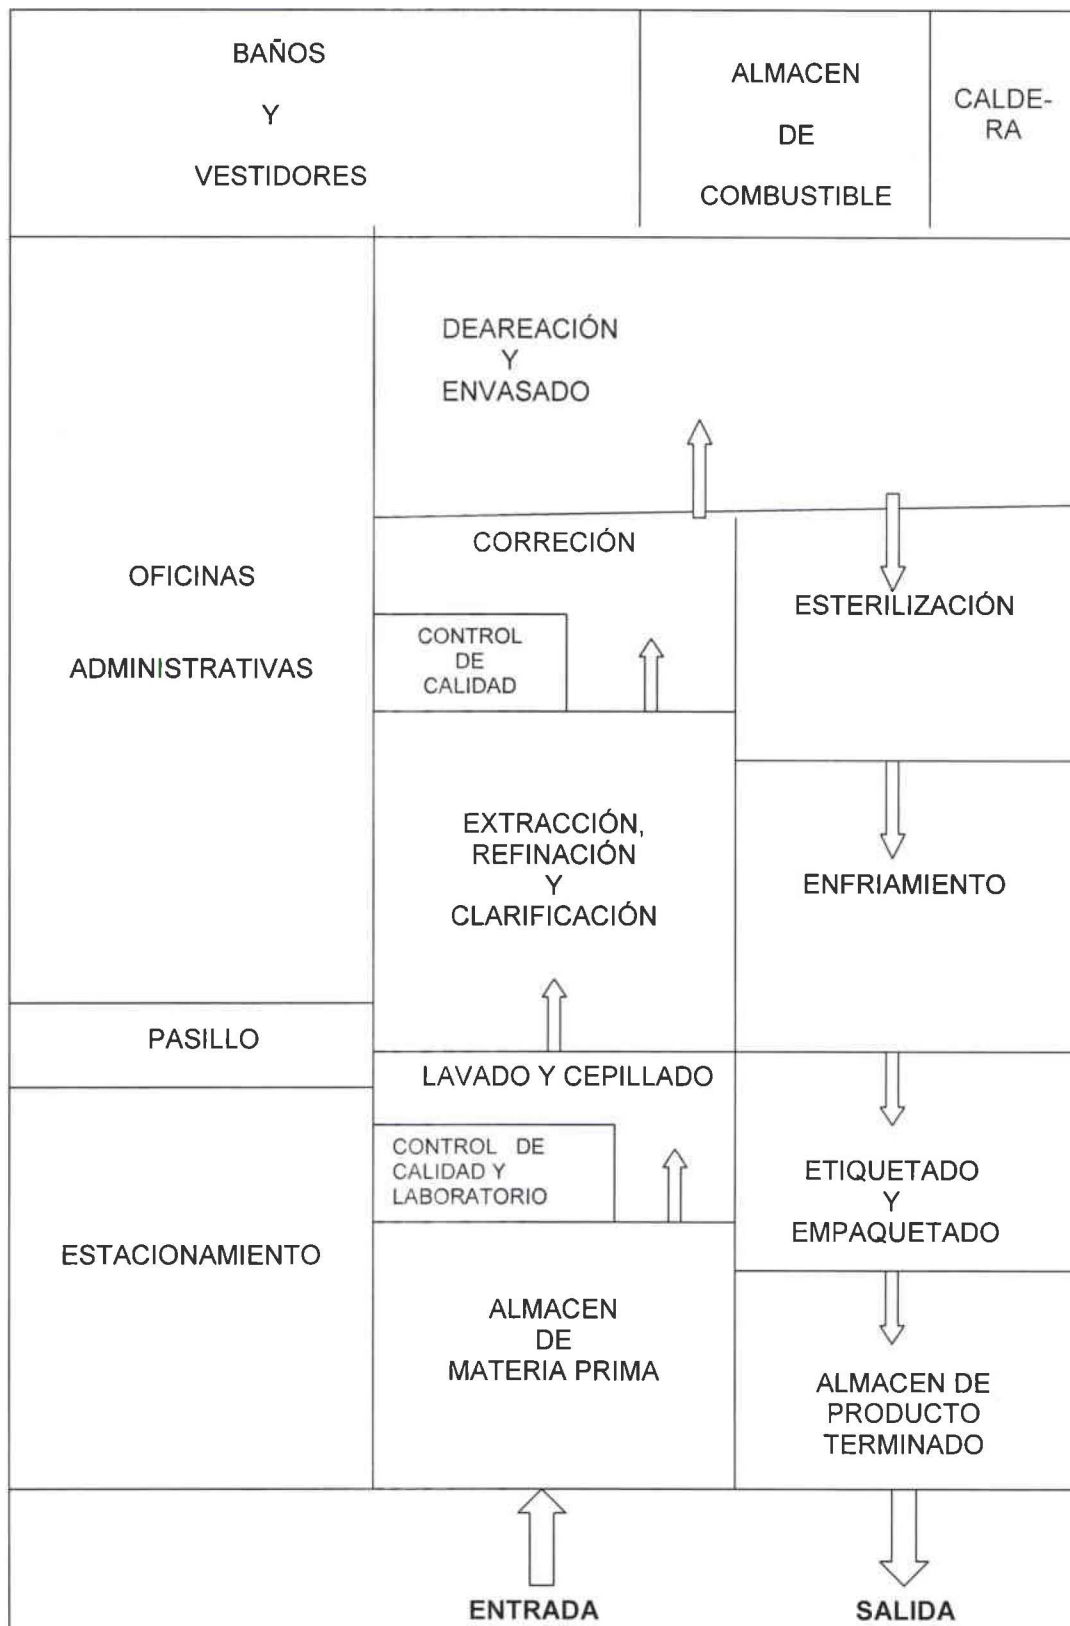 BAÑOS
Y
VESTIDORES
ALMACEN
DE
COMBUSTIBLE
CALDE-
RA
DEAREACIÓN
Y
ENVASADO
OFICINAS
ADMINISTRATIVAS
CORRECIÓN
CONTROL
DE
CALIDAD
ESTERILIZACIÓN
EXTRACCIÓN,
REFINACIÓN
Y
CLARIFICACIÓN
ENFRIAMIENTO
PASILLO
LAVADO Y CEPILLADO
CONTROL DE
CALIDAD Y
LABORATORIO
ETIQUETADO
Y
EMPAQUETADO
ESTACIONAMIENTO
ALMACEN
DE
MATERIA PRIMA
ALMACEN DE
PRODUCTO
TERMINADO
ENTRADA
SALIDA